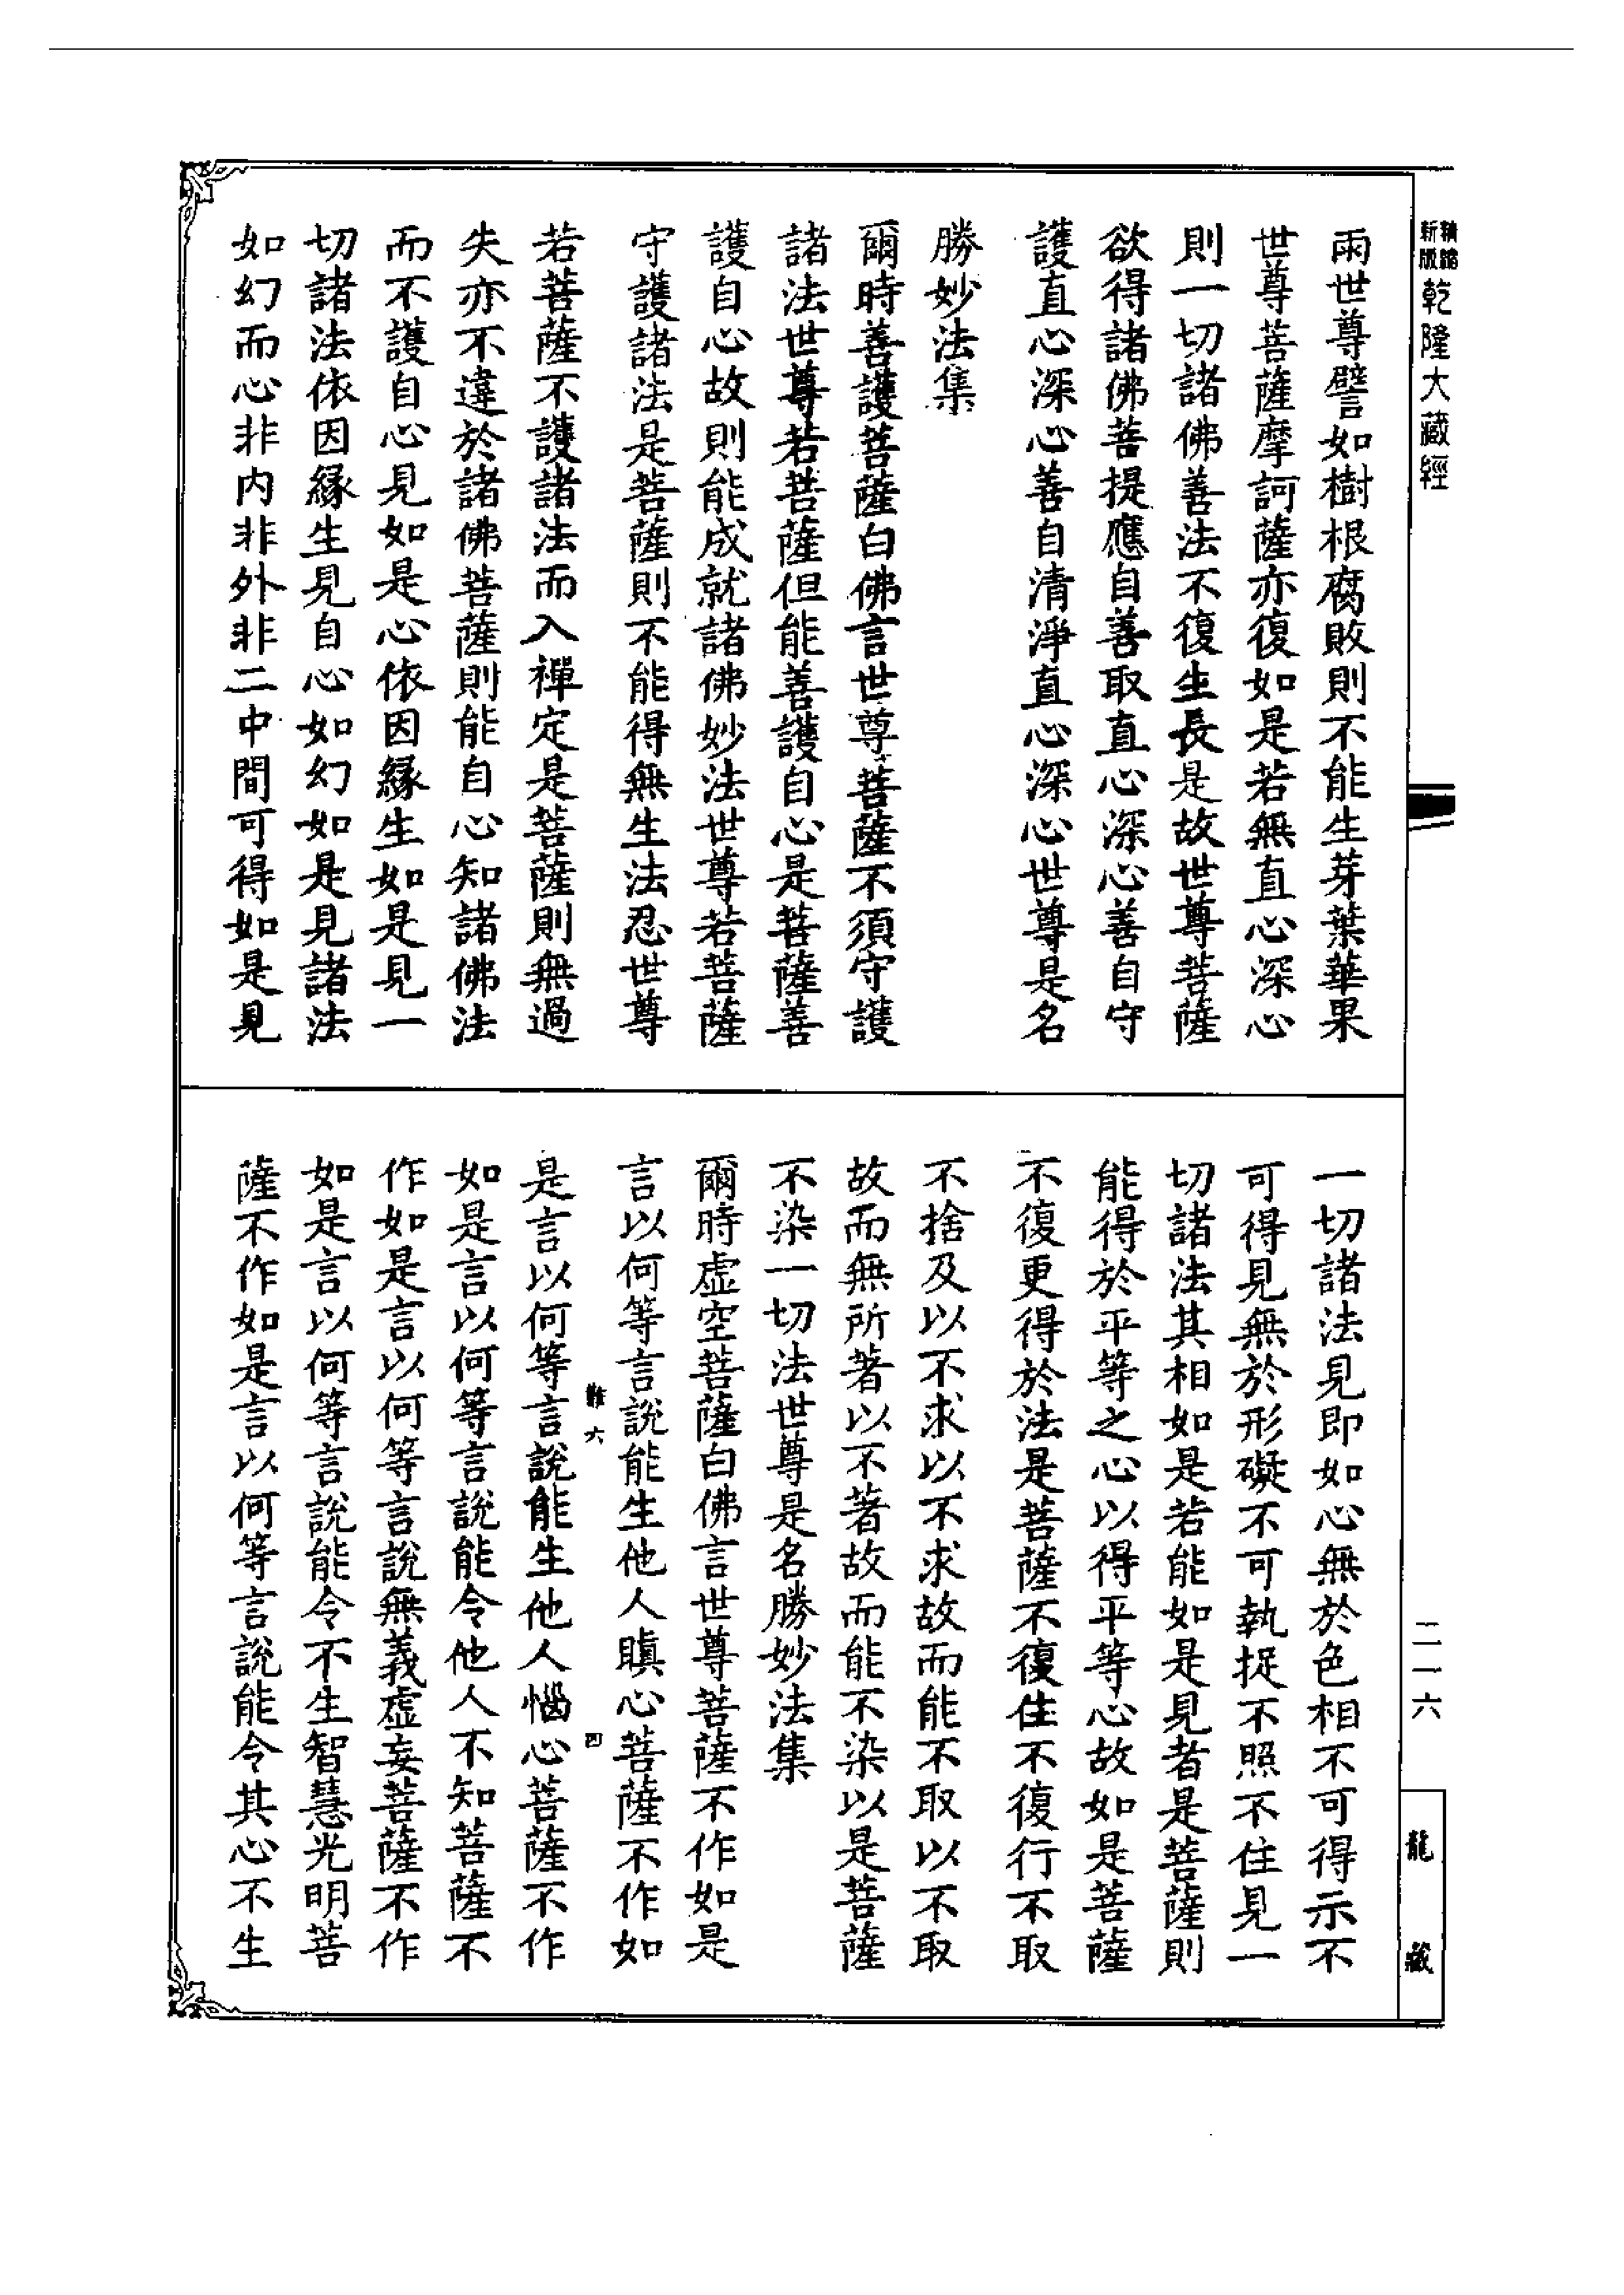 新版
精縮
乾隆大藏經
雨世尊譬如樹根腐敗則不能生芽葉華果
世尊菩薩摩訶薩亦復如是若無直心深心
則一切諸佛善法不復生長是故世尊菩薩
欲得諸佛菩提應自善取直心深心善自守
護直心深心善自清淨直心深心世尊是名
勝妙法集
爾時善護菩薩白佛言世尊菩薩不須守護
諸法世尊若菩薩但能善護自心是菩薩善
護自心故則能成就諸佛妙法世尊若菩薩
守護諸法是菩薩則不能得無生法忍世尊
若菩薩不護諸法而入禪定是菩薩則無過
失亦不違於諸佛菩薩則能自心知諸佛法
而不護自心見如是心依因緣生如是見一
切諸法依因緣生見自心如幻如是見諸法
如幻而心非內非外非二中間可得如是見
一切諸法見即如心無於色相不可得示不
可得見無於形礙不可執捉不照不住見一
切諸法其相如是若能如是見者是菩薩則
能得於平等之心以得平等心故如是菩薩
不復更得於法是菩薩不復住不復行不取
不捨及以不求以不求故而能不取以不取
故而無所著以不著故而能不染以是菩薩
不染一切法世尊是名勝妙法集
爾時虛空菩薩白佛言世尊菩薩不作如是
言以何等言說能生他人瞋心菩薩不作如
是言以何等言說能生他人惱心菩薩不作
如是言以何等言說能令他人不知菩薩不
作如是言以何等言說無義虛妄菩薩不作
如是言以何等言說能令不生智慧光明菩
薩不作如是言以何等言說能令其心不生
六
四
二一六
龍藏